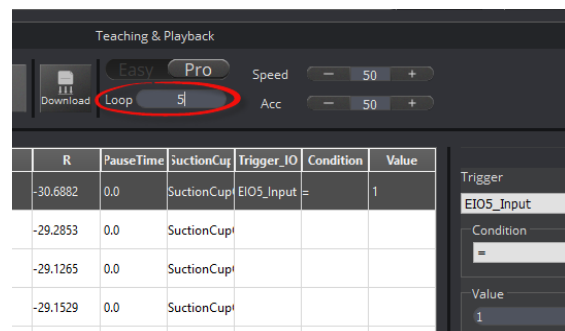 Teaching & Playback
Easy Pro
Speed − 50 +
Download
Loop 5
Acc − 50 +
R PauseTime SuctionCup Trigger_IO Condition Value
-30.6882 0.0 SuctionCup EIO5_Input = 1
-29.2853 0.0 SuctionCup
-29.1265 0.0 SuctionCup
-29.1529 0.0 SuctionCup
Trigger
EIO5_Input
Condition
=
Value
1